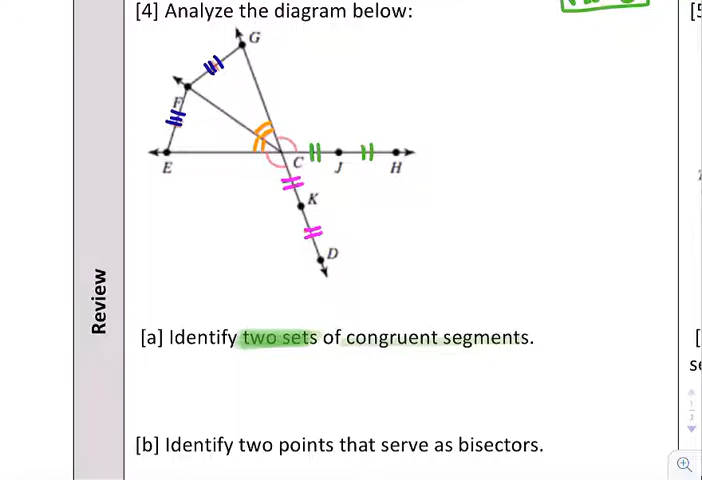 [4] Analyze the diagram below:
G
F
E
C
J
H
K
D
Review
[a] Identify two sets of congruent segments.
[b] Identify two points that serve as bisectors.